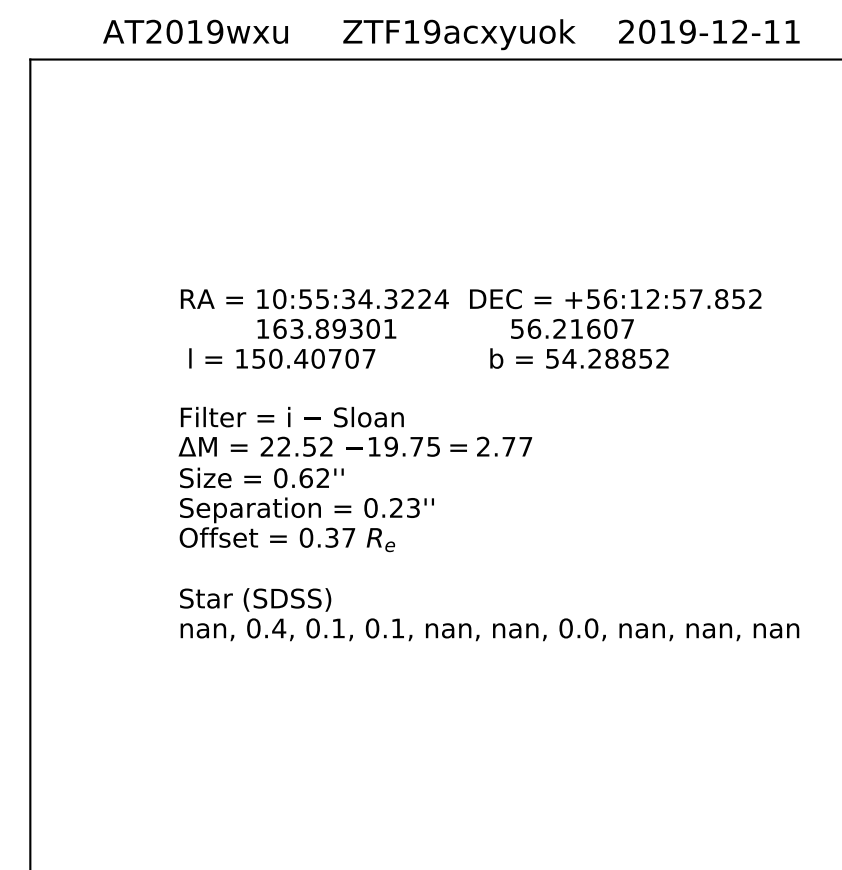 AT2019wxu ZTF19acxyuok 2019-12-11
RA = 10:55:34.3224 DEC = +56:12:57.852
163.89301 56.21607
l = 150.40707 b = 54.28852
Filter = i − Sloan
ΔM = 22.52 −19.75 = 2.77
Size = 0.62''
Separation = 0.23''
Offset = 0.37 Rₑ
Star (SDSS)
nan, 0.4, 0.1, 0.1, nan, nan, 0.0, nan, nan, nan